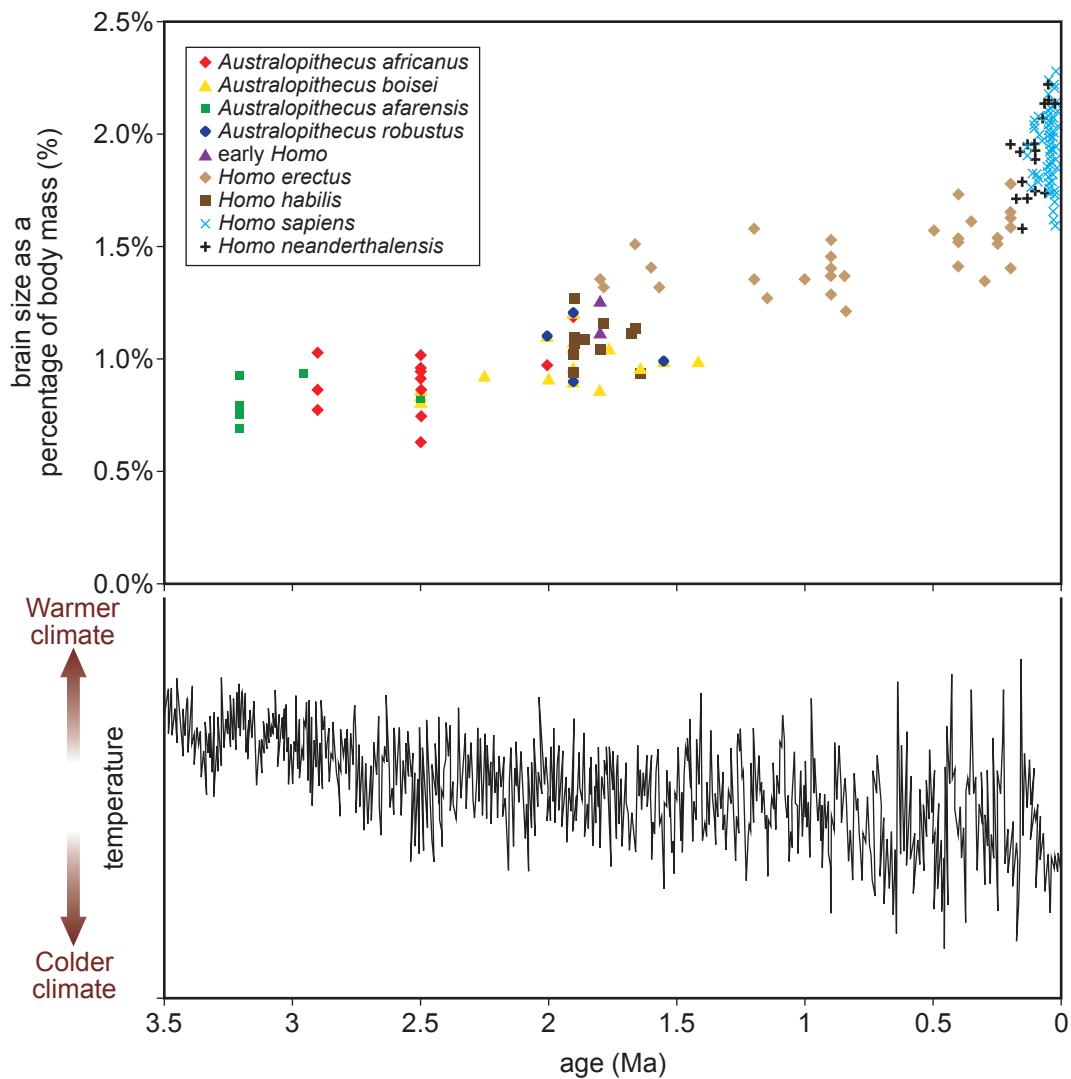 2.5%
2.0%
1.5%
1.0%
0.5%
0.0%
brain size as a
percentage of body mass (%)
Australopithecus africanus
Australopithecus boisei
Australopithecus afarensis
Australopithecus robustus
early Homo
Homo erectus
Homo habilis
Homo sapiens
Homo neanderthalensis
Warmer
climate
temperature
Colder
climate
3.5 3 2.5 2 1.5 1 0.5 0
age (Ma)